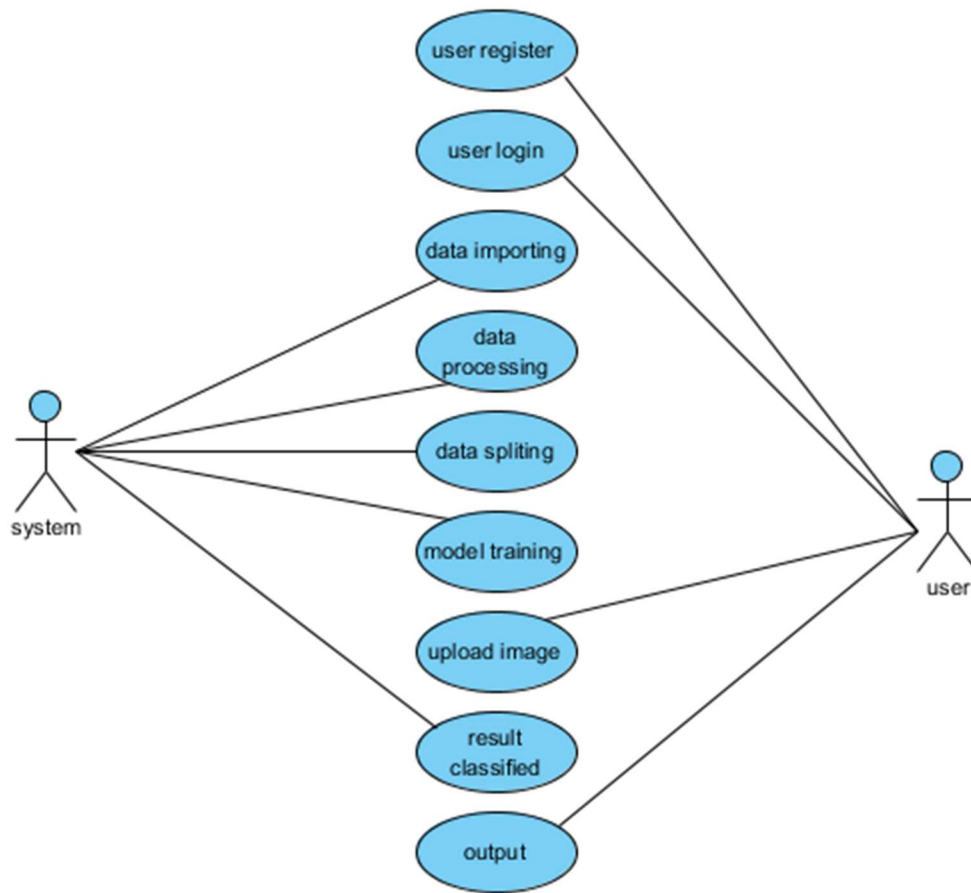 user register
user login
data importing
data
processing
data spliting
model training
upload image
result
classified
output
system
user